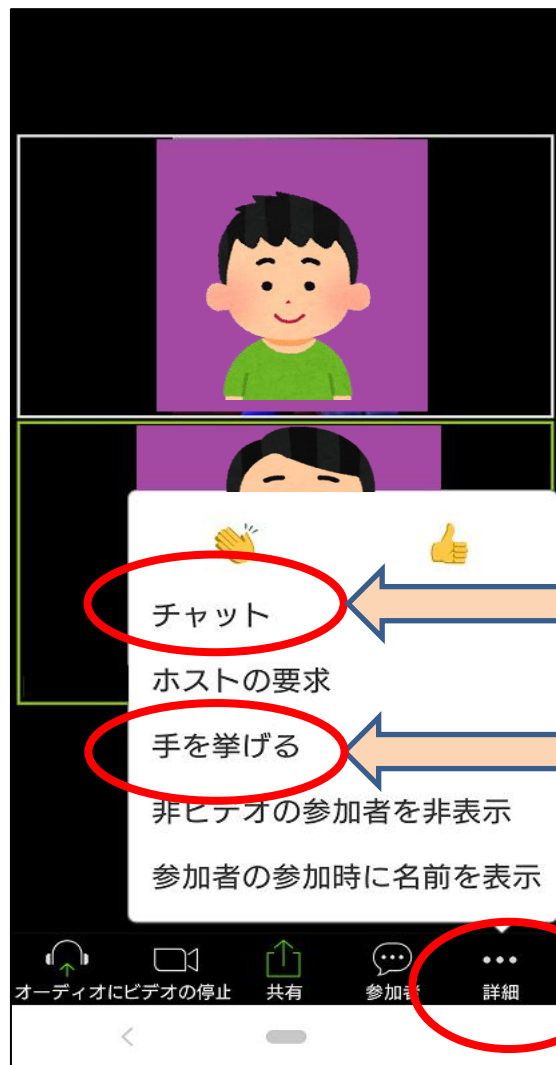 チャット
ホストの要求
手を挙げる
非ビデオの参加者を非表示
参加者の参加時に名前を表示
オーディオに ビデオの停止 共有 参加者 詳細